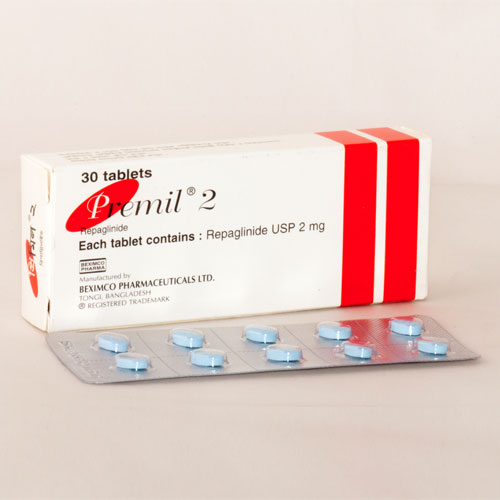 30 tablets
Premil® 2
Repaglinide
Each tablet contains : Repaglinide USP 2 mg
BEXIMCO
PHARMA
Manufactured by
BEXIMCO PHARMACEUTICALS LTD.
TONGI, BANGLADESH
® REGISTERED TRADEMARK